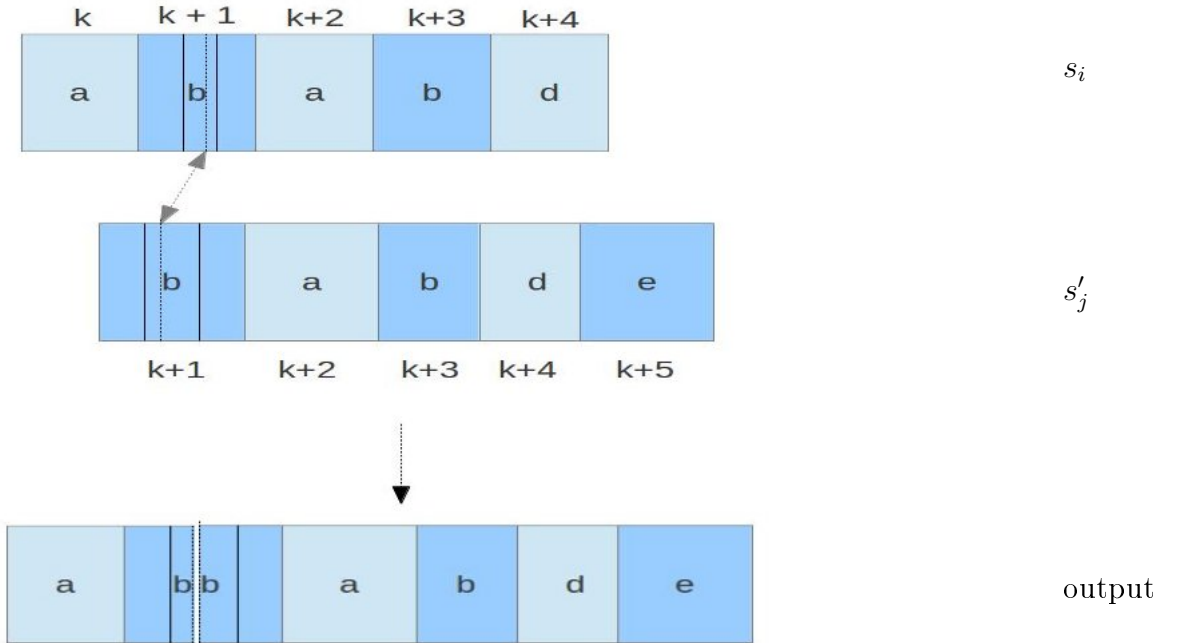 k k + 1 k+2 k+3 k+4
a b a b d s_i
b a b d e s'_j
k+1 k+2 k+3 k+4 k+5
a b b a b d e output